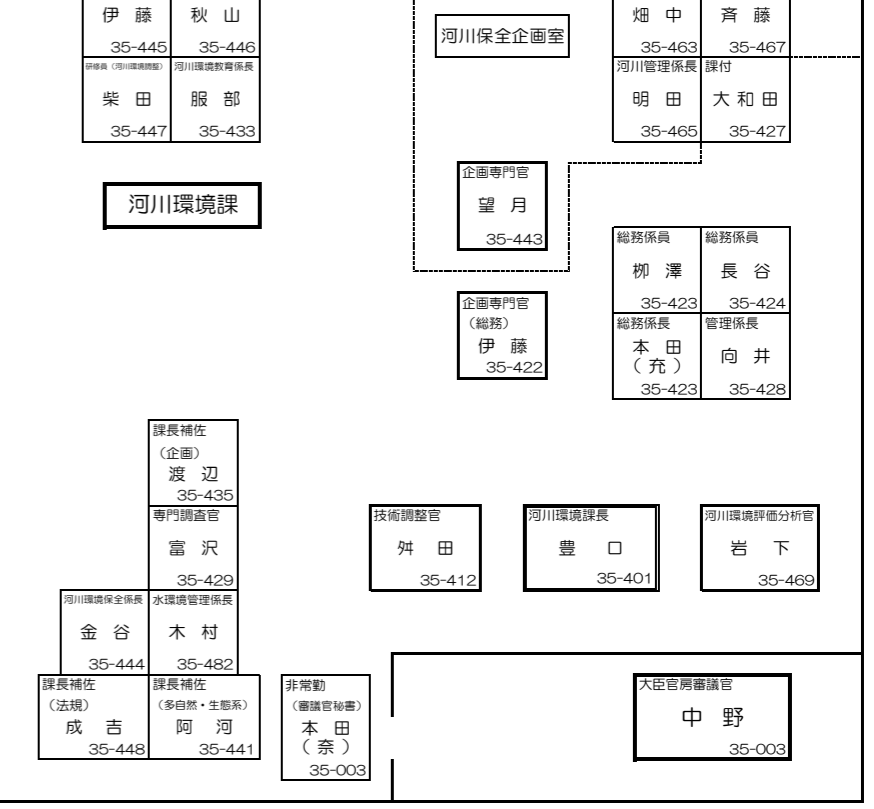 伊　藤
35-445
秋　山
35-446
研修員（河川環境調整）
柴　田
35-447
河川環境教育係長
服　部
35-433
河川環境課
河川保全企画室
畑　中
35-463
斉　藤
35-467
河川管理係長
明　田
35-465
課付
大 和 田
35-427
企画専門官
望　月
35-443
企画専門官
（総務）
伊　藤
35-422
総務係員
栁　澤
35-423
総務係員
長　谷
35-424
総務係長
本　田
（ 充 ）
35-423
管理係長
向　井
35-428
課長補佐
（企画）
渡　辺
35-435
専門調査官
富　沢
35-429
河川環境保全係長
金　谷
35-444
水環境管理係長
木　村
35-482
課長補佐
（法規）
成　吉
35-448
課長補佐
（多自然・生態系）
阿　河
35-441
非常勤
（審議官秘書）
本　田
（ 奈 ）
35-003
技術調整官
舛　田
35-412
河川環境課長
豊　口
35-401
河川環境評価分析官
岩　下
35-469
大臣官房審議官
中　野
35-003